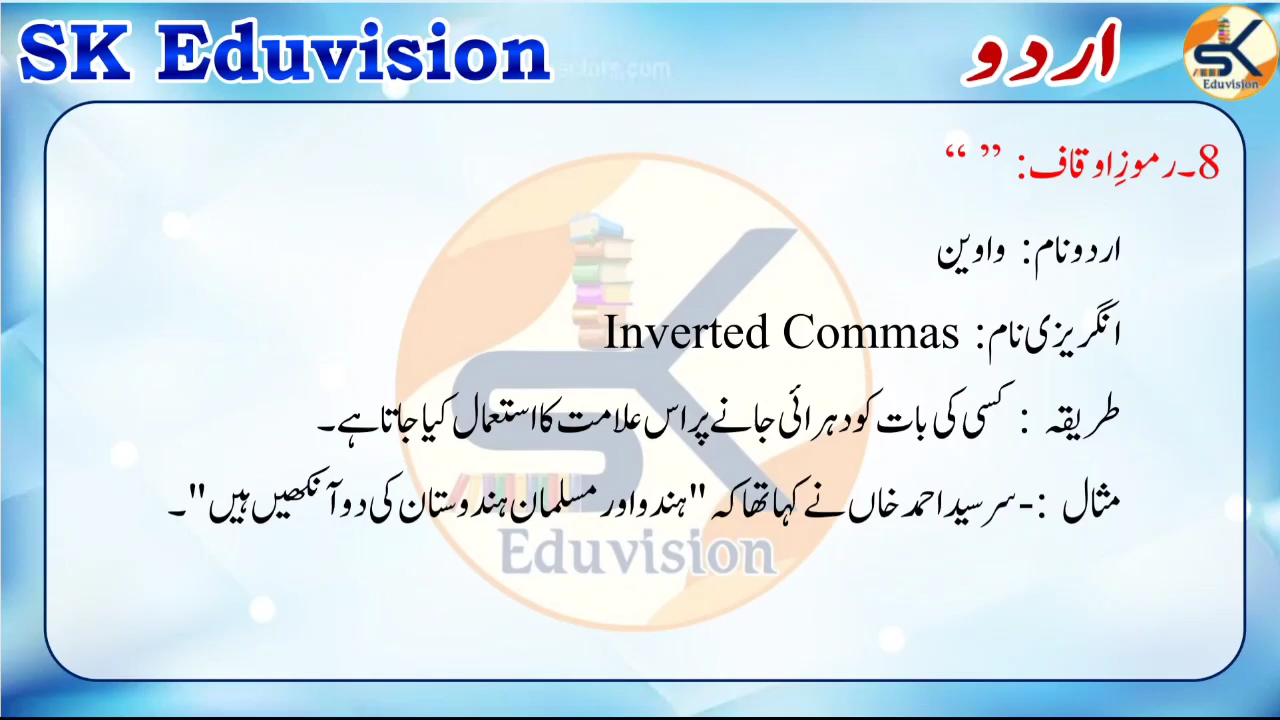 SK Eduvision
اردو
SK Eduvision
8۔رموزِاوقاف: ” “
اردو نام: واوین
انگریزی نام: Inverted Commas
طریقہ : کسی کی بات کو دہرائی جانے پر اس علامت کا استعمال کیا جاتا ہے۔
مثال :-سرسید احمد خاں نے کہا تھا کہ "ہندو اور مسلمان ہندوستان کی دو آنکھیں ہیں"۔
SK
Eduvision